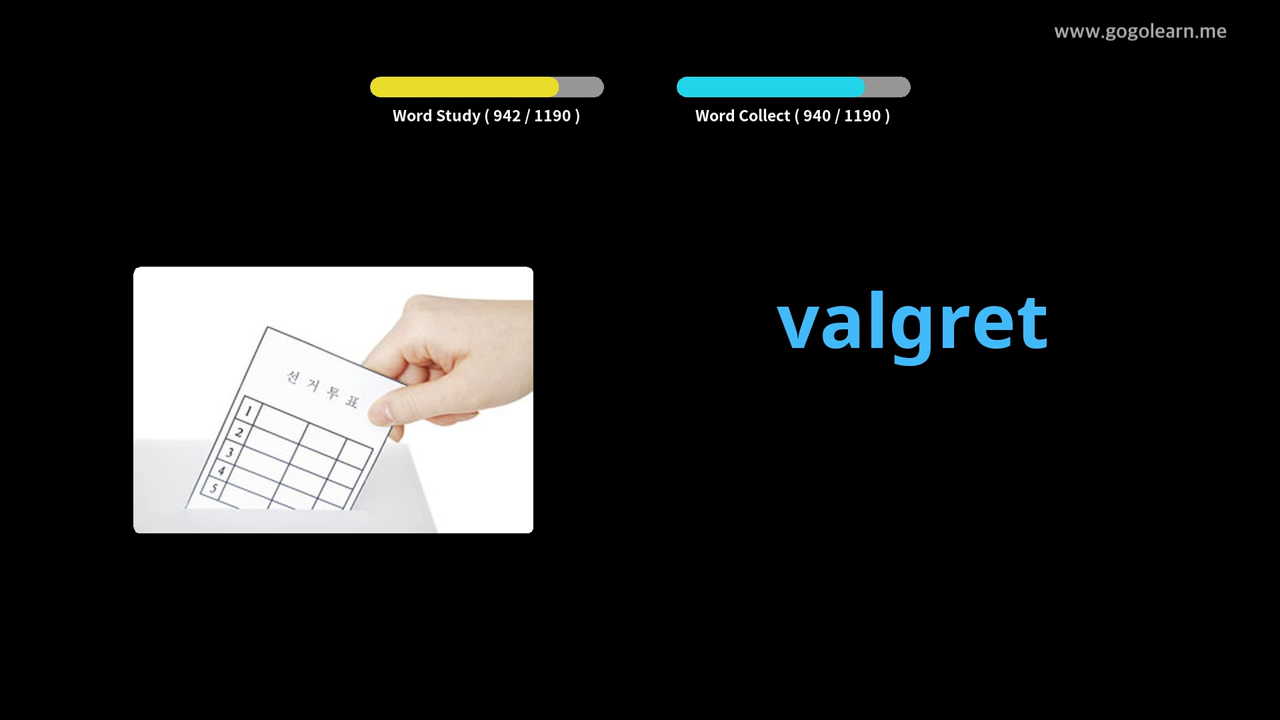 www.gogolearn.me
Word Study ( 942 / 1190 )
Word Collect ( 940 / 1190 )
valgret
선거투표
1
2
3
4
5